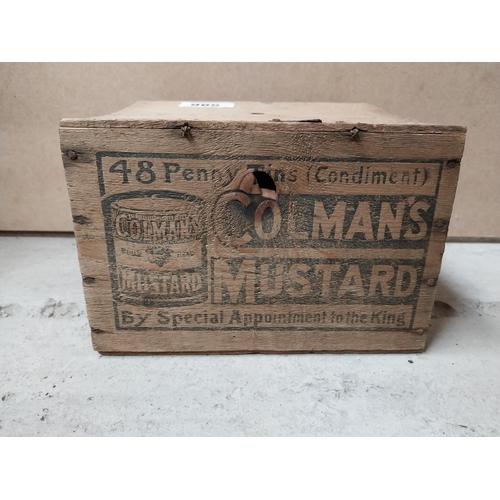 48 Penny Tins (Condiment)
COLMAN'S
MUSTARD
COLMAN'S
MUSTARD
By Special Appointment to the King